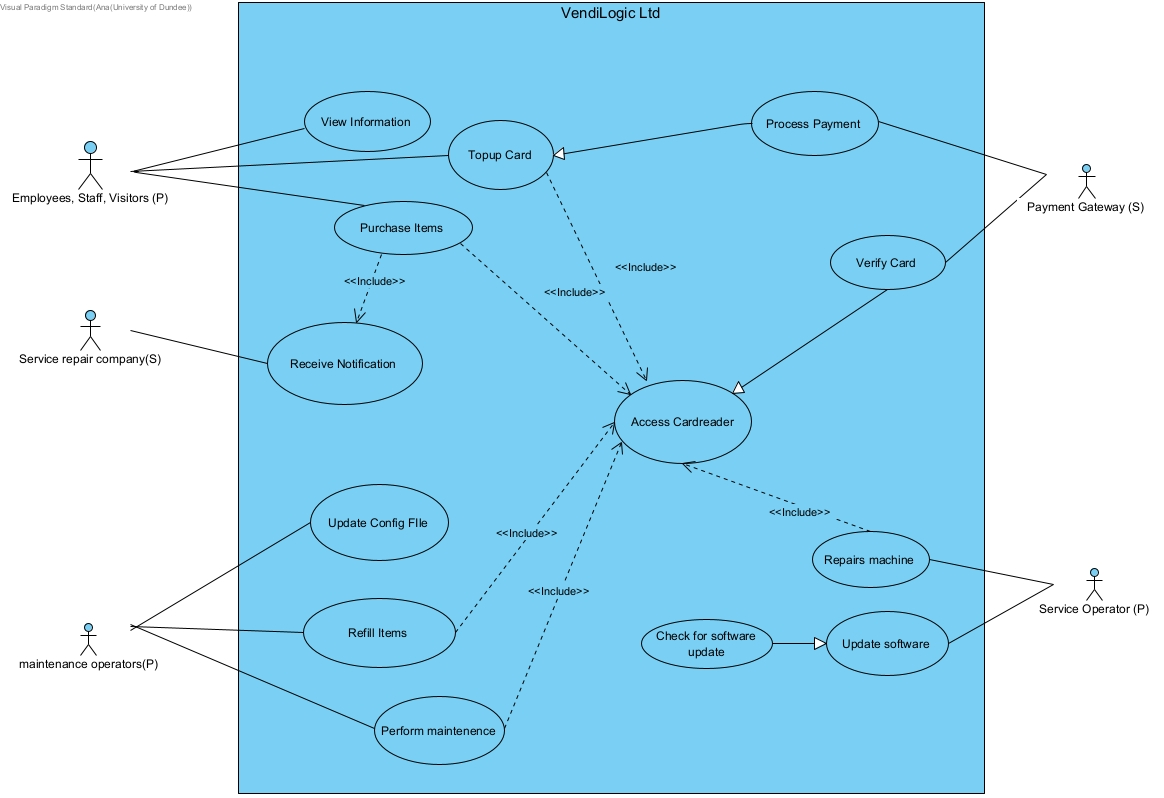 Visual Paradigm Standard(Ana(University of Dundee))
VendiLogic Ltd
View Information
Topup Card
Process Payment
Employees, Staff, Visitors (P)
Payment Gateway (S)
Purchase Items
Verify Card
<<Include>>
<<Include>>
<<Include>>
Service repair company(S)
Receive Notification
Access Cardreader
Update Config FIle
<<Include>>
<<Include>>
Repairs machine
<<Include>>
Service Operator (P)
Refill Items
Check for software
update
Update software
maintenance operators(P)
Perform maintenence